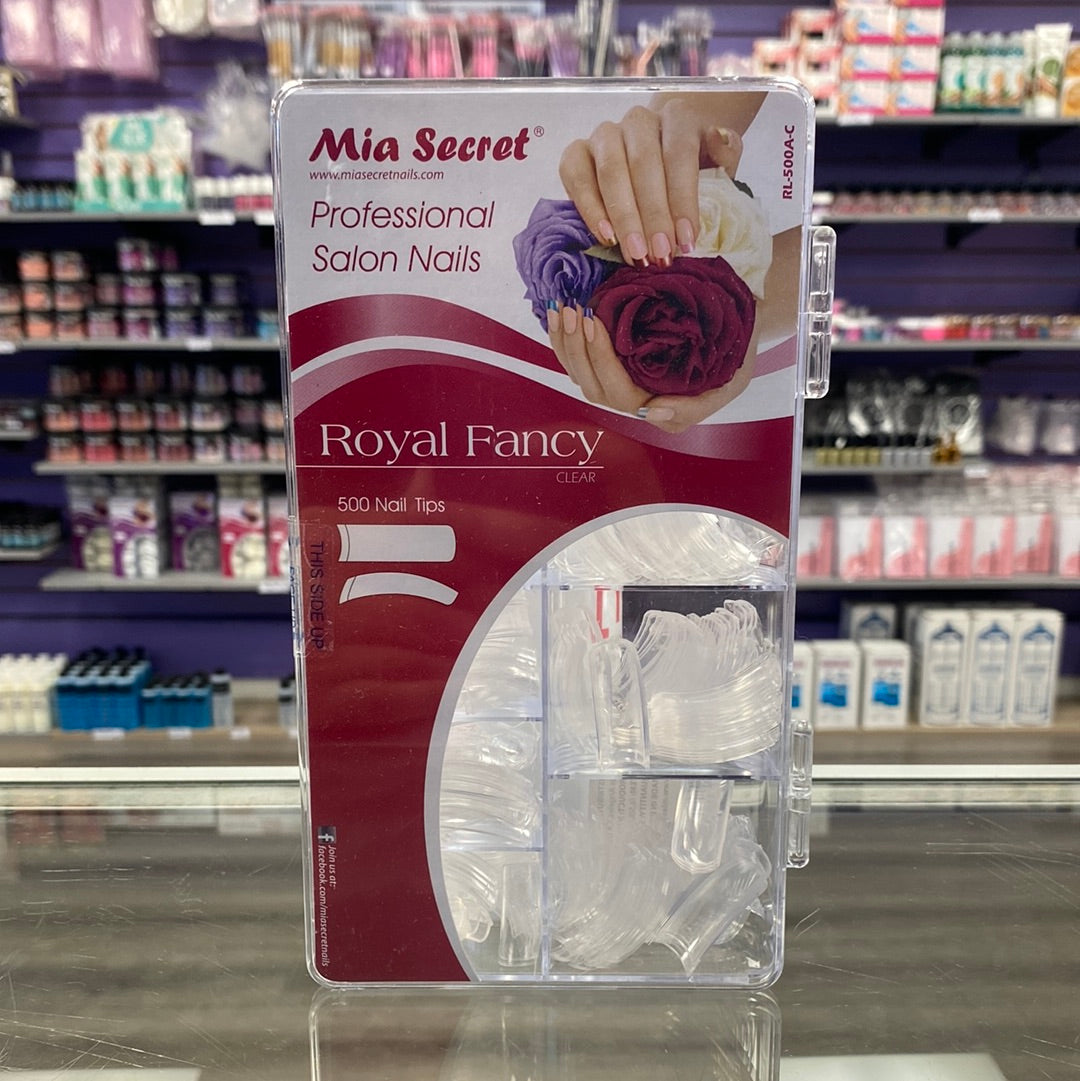 Mia Secret®
www.miasecretnails.com
RL-500A-C
Professional
Salon Nails
Royal Fancy
CLEAR
500 Nail Tips
THIS SIDE UP
Join us at:
facebook.com/miasecretnails